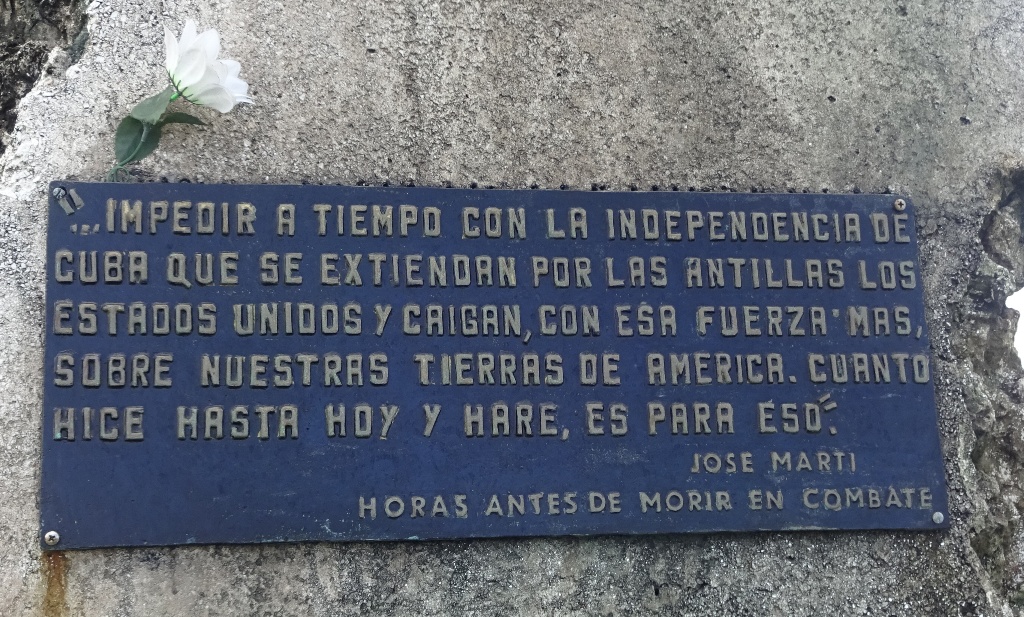 "...IMPEDIR A TIEMPO CON LA INDEPENDENCIA DE
CUBA QUE SE EXTIENDAN POR LAS ANTILLAS LOS
ESTADOS UNIDOS Y CAIGAN, CON ESA FUERZA MAS,
SOBRE NUESTRAS TIERRAS DE AMERICA. CUANTO
HICE HASTA HOY Y HARE, ES PARA ESO".
JOSE MARTI
HORAS ANTES DE MORIR EN COMBATE